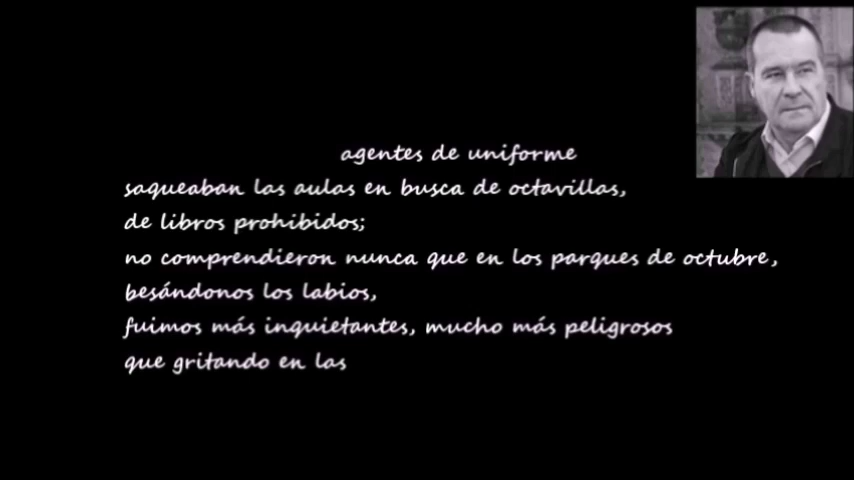 agentes de uniforme
saqueaban las aulas en busca de octavillas,
de libros prohibidos;
no comprendieron nunca que en los parques de octubre,
besándonos los labios,
fuimos más inquietantes, mucho más peligrosos
que gritando en las